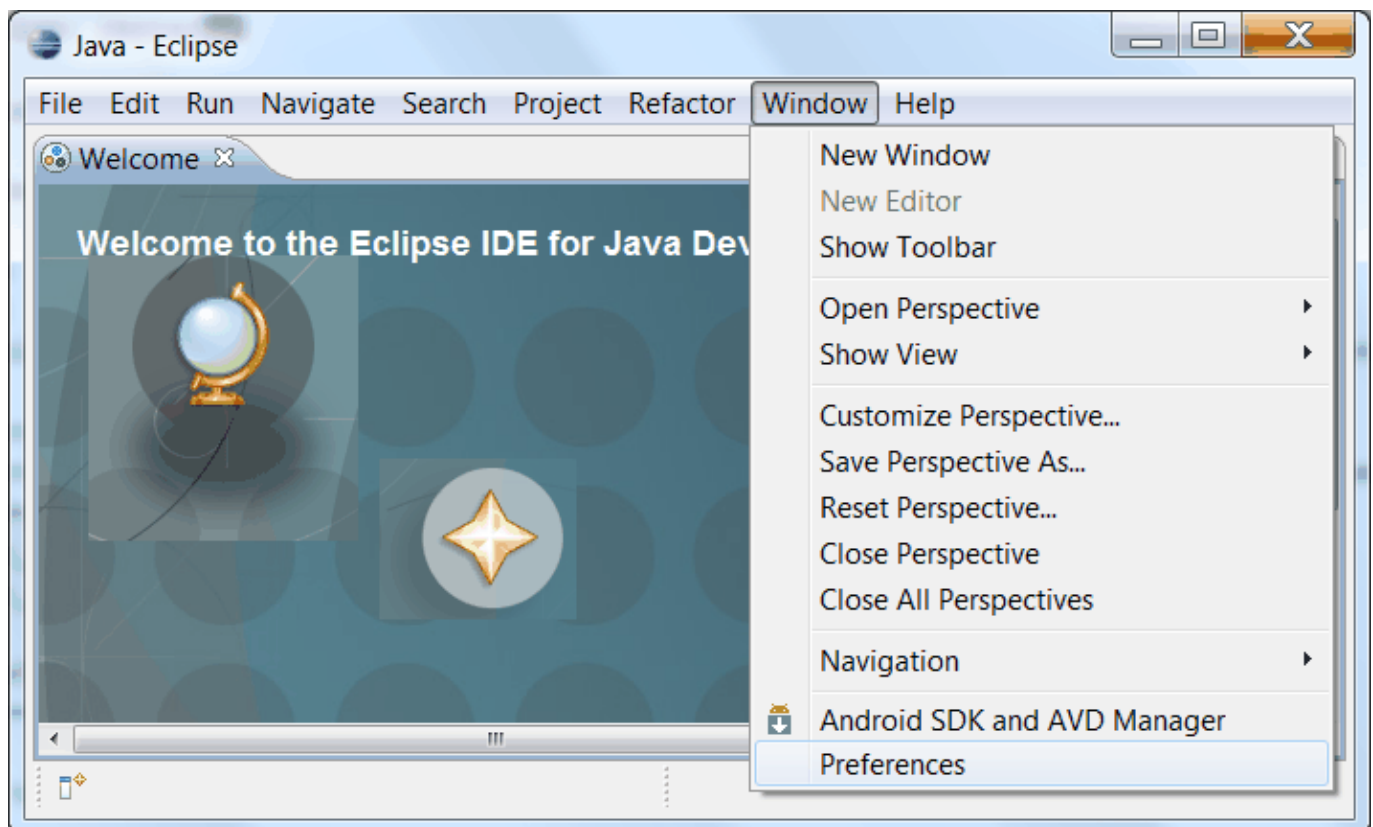 Java - Eclipse
File Edit Run Navigate Search Project Refactor Window Help
Welcome
Welcome to the Eclipse IDE for Java Dev
New Window
New Editor
Show Toolbar
Open Perspective
Show View
Customize Perspective...
Save Perspective As...
Reset Perspective...
Close Perspective
Close All Perspectives
Navigation
Android SDK and AVD Manager
Preferences